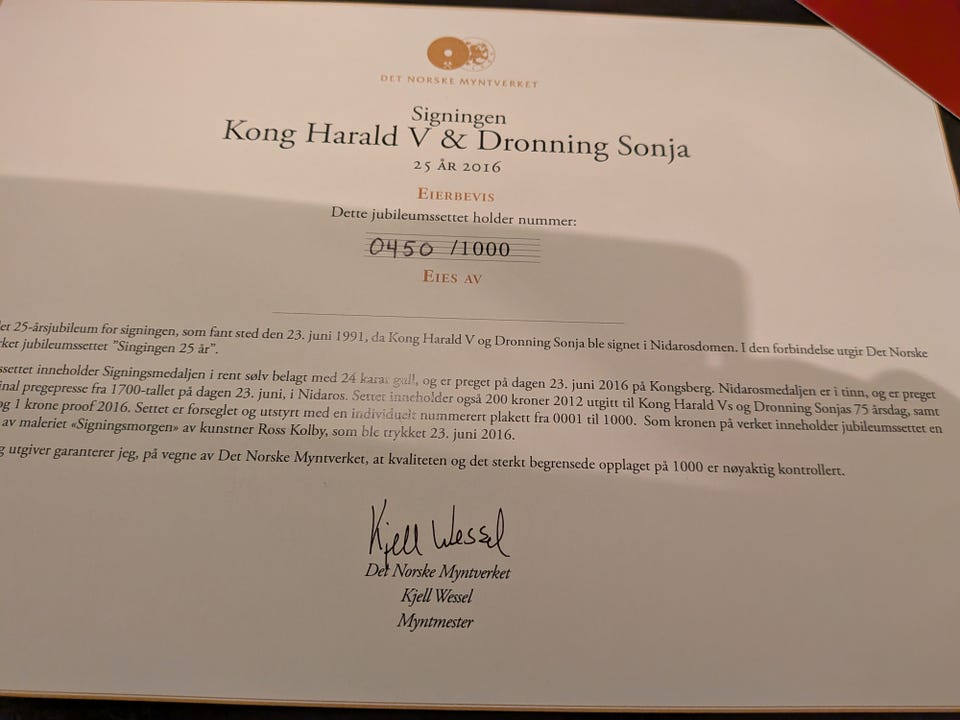 DET NORSKE MYNTVERKET
Signingen
Kong Harald V & Dronning Sonja
25 ÅR 2016
EIERBEVIS
Dette jubileumssettet holder nummer:
0450 /1000
EIES AV
et 25-årsjubileum for signingen, som fant sted den 23. juni 1991, da Kong Harald V og Dronning Sonja ble signet i Nidarosdomen. I den forbindelse utgir Det Norske
ket jubileumssettet "Singingen 25 år".
ssettet inneholder Signingsmedaljen i rent sølv belagt med 24 karat gull, og er preget på dagen 23. juni 2016 på Kongsberg. Nidarosmedaljen er i tinn, og er preget
inal pregepresse fra 1700-tallet på dagen 23. juni, i Nidaros. Settet inneholder også 200 kroner 2012 utgitt til Kong Harald Vs og Dronning Sonjas 75 årsdag, samt
og 1 krone proof 2016. Settet er forseglet og utstyrt med en individuelt nummerert plakett fra 0001 til 1000. Som kronen på verket inneholder jubileumssettet en
av maleriet «Signingsmorgen» av kunstner Ross Kolby, som ble trykket 23. juni 2016.
g utgiver garanterer jeg, på vegne av Det Norske Myntverket, at kvaliteten og det sterkt begrensede opplaget på 1000 er nøyaktig kontrollert.
Kjell Wessel
Det Norske Myntverket
Kjell Wessel
Myntmester